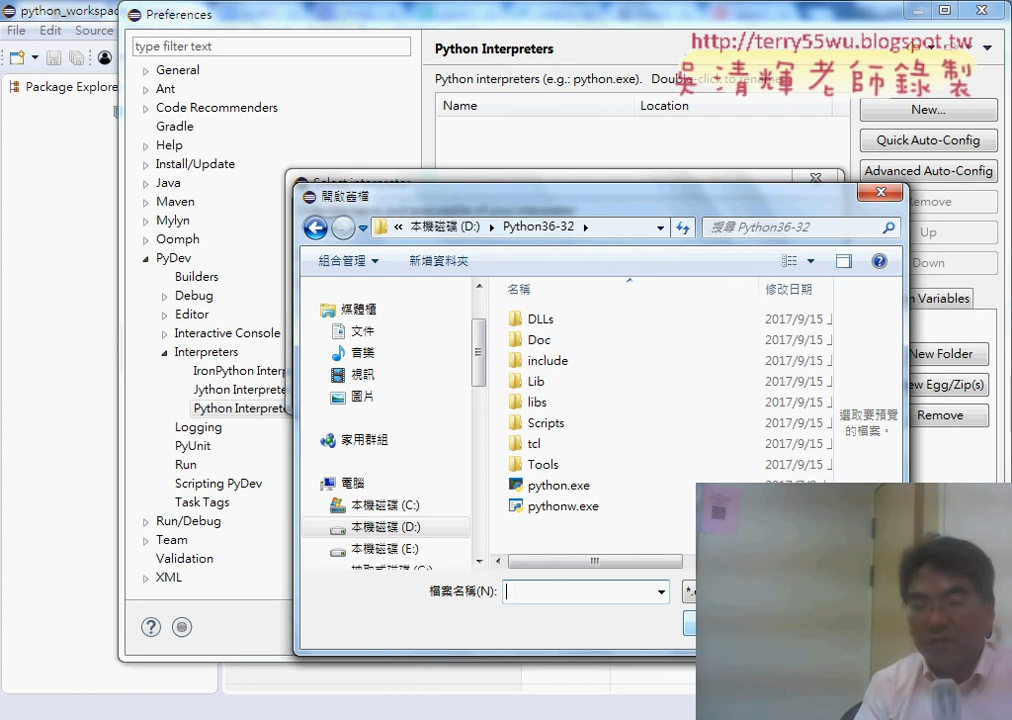 python_workspac
Preferences
File Edit Source
Package Explore
type filter text
General
Ant
Code Recommenders
Gradle
Help
Install/Update
Java
Maven
Mylyn
Oomph
PyDev
Builders
Debug
Editor
Interactive Console
Interpreters
IronPython Interp
Jython Interprete
Python Interprete
Logging
PyUnit
Run
Scripting PyDev
Task Tags
Run/Debug
Team
Validation
XML
Python Interpreters
http://terry55wu.blogspot.tw
吳清輝老師錄製
Python interpreters (e.g.: python.exe). Double-click to rename.
Name Location
New...
Quick Auto-Config
Advanced Auto-Config
Remove
Up
Down
n Variables
New Folder
ew Egg/Zip(s)
Remove
Select interpreter
開啟舊檔
« 本機磁碟 (D:) Python36-32
搜尋 Python36-32
組合管理 新增資料夾
媒體櫃
文件
音樂
視訊
圖片
家用群組
電腦
本機磁碟 (C:)
本機磁碟 (D:)
本機磁碟 (E:)
名稱 修改日期
DLLs 2017/9/15
Doc 2017/9/15
include 2017/9/15
Lib 2017/9/15
libs 2017/9/15
Scripts 2017/9/15
tcl 2017/9/15
Tools 2017/9/15
python.exe
pythonw.exe
選取要預覽
的檔案。
檔案名稱(N):